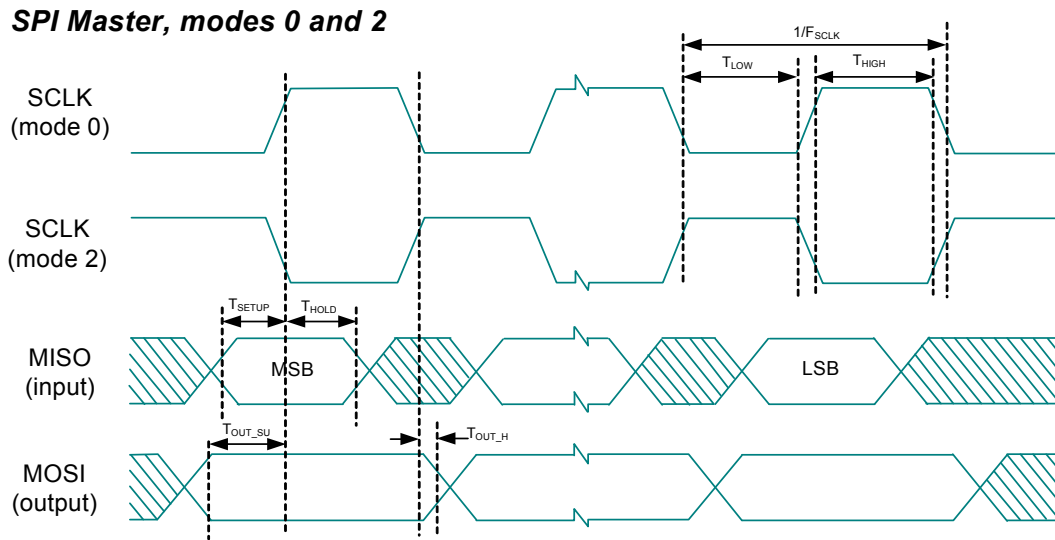 SPI Master, modes 0 and 2
1/FSCLK
TLOW
THIGH
SCLK
(mode 0)
SCLK
(mode 2)
TSETUP
THOLD
MISO
(input)
MSB
LSB
TOUT_SU
TOUT_H
MOSI
(output)